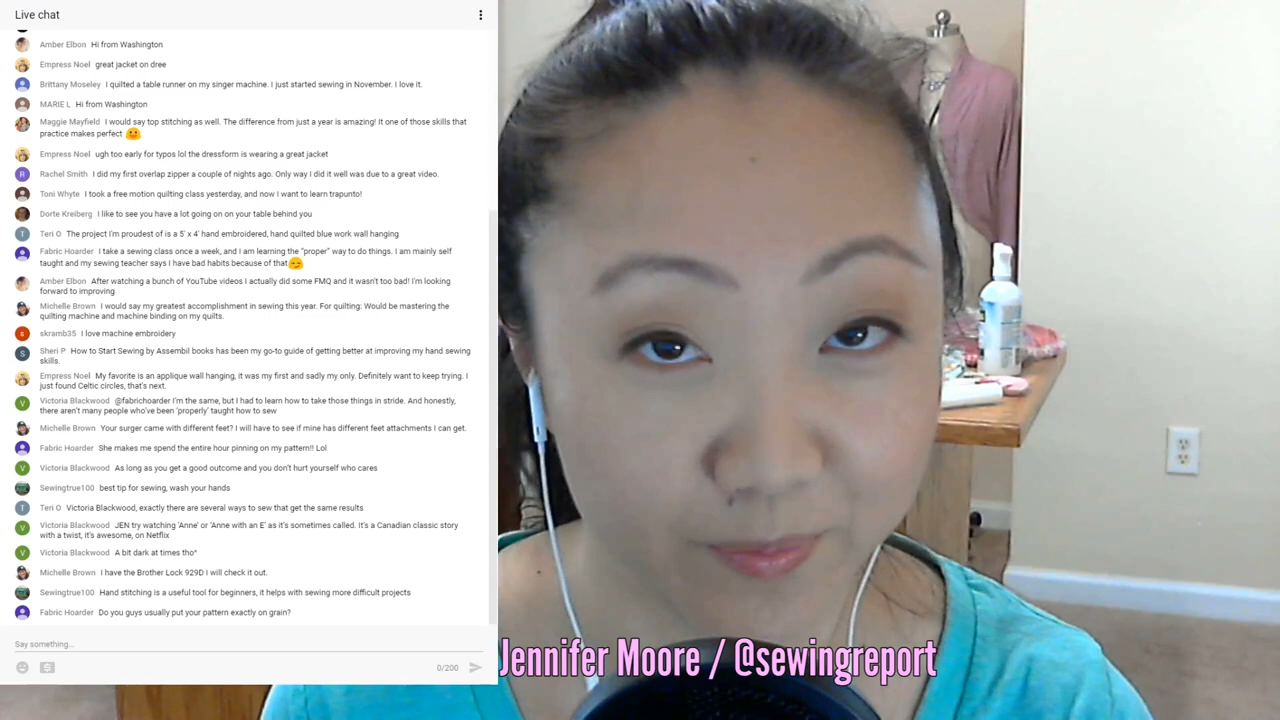 Live chat
Amber Elbon Hi from Washington
Empress Noel great jacket on dree
Brittany Moseley I quilted a table runner on my singer machine. I just started sewing in November. I love it.
MARIE L Hi from Washington
Maggie Mayfield I would say top stitching as well. The difference from just a year is amazing! It one of those skills that
practice makes perfect
Empress Noel ugh too early for typos lol the dressform is wearing a great jacket
Rachel Smith I did my first overlap zipper a couple of nights ago. Only way I did it well was due to a great video.
Toni Whyte I took a free motion quilting class yesterday, and now I want to learn trapunto!
Dorte Kreiberg I like to see you have a lot going on on your table behind you
Teri O The project I'm proudest of is a 5' x 4' hand embroidered, hand quilted blue work wall hanging
Fabric Hoarder I take a sewing class once a week, and I am learning the “proper” way to do things. I am mainly self
taught and my sewing teacher says I have bad habits because of that
Amber Elbon After watching a bunch of YouTube videos I actually did some FMQ and it wasn't too bad! I'm looking
forward to improving
Michelle Brown I would say my greatest accomplishment in sewing this year. For quilting: Would be mastering the
quilting machine and machine binding on my quilts.
skramb35 I love machine embroidery
Sheri P How to Start Sewing by Assembil books has been my go-to guide of getting better at improving my hand sewing
skills.
Empress Noel My favorite is an applique wall hanging, it was my first and sadly my only. Definitely want to keep trying. I
just found Celtic circles, that's next.
Victoria Blackwood @fabrichoarder I'm the same, but I had to learn how to take those things in stride. And honestly,
there aren't many people who've been 'properly' taught how to sew
Michelle Brown Your surger came with different feet? I will have to see if mine has different feet attachments I can get.
Fabric Hoarder She makes me spend the entire hour pinning on my pattern!! Lol
Victoria Blackwood As long as you get a good outcome and you don't hurt yourself who cares
Sewingtrue100 best tip for sewing, wash your hands
Teri O Victoria Blackwood, exactly there are several ways to sew that get the same results
Victoria Blackwood JEN try watching 'Anne' or 'Anne with an E' as it's sometimes called. It's a Canadian classic story
with a twist, it's awesome, on Netflix
Victoria Blackwood A bit dark at times tho*
Michelle Brown I have the Brother Lock 929D I will check it out.
Sewingtrue100 Hand stitching is a useful tool for beginners, it helps with sewing more difficult projects
Fabric Hoarder Do you guys usually put your pattern exactly on grain?
Say something...
0/200
Jennifer Moore / @sewingreport